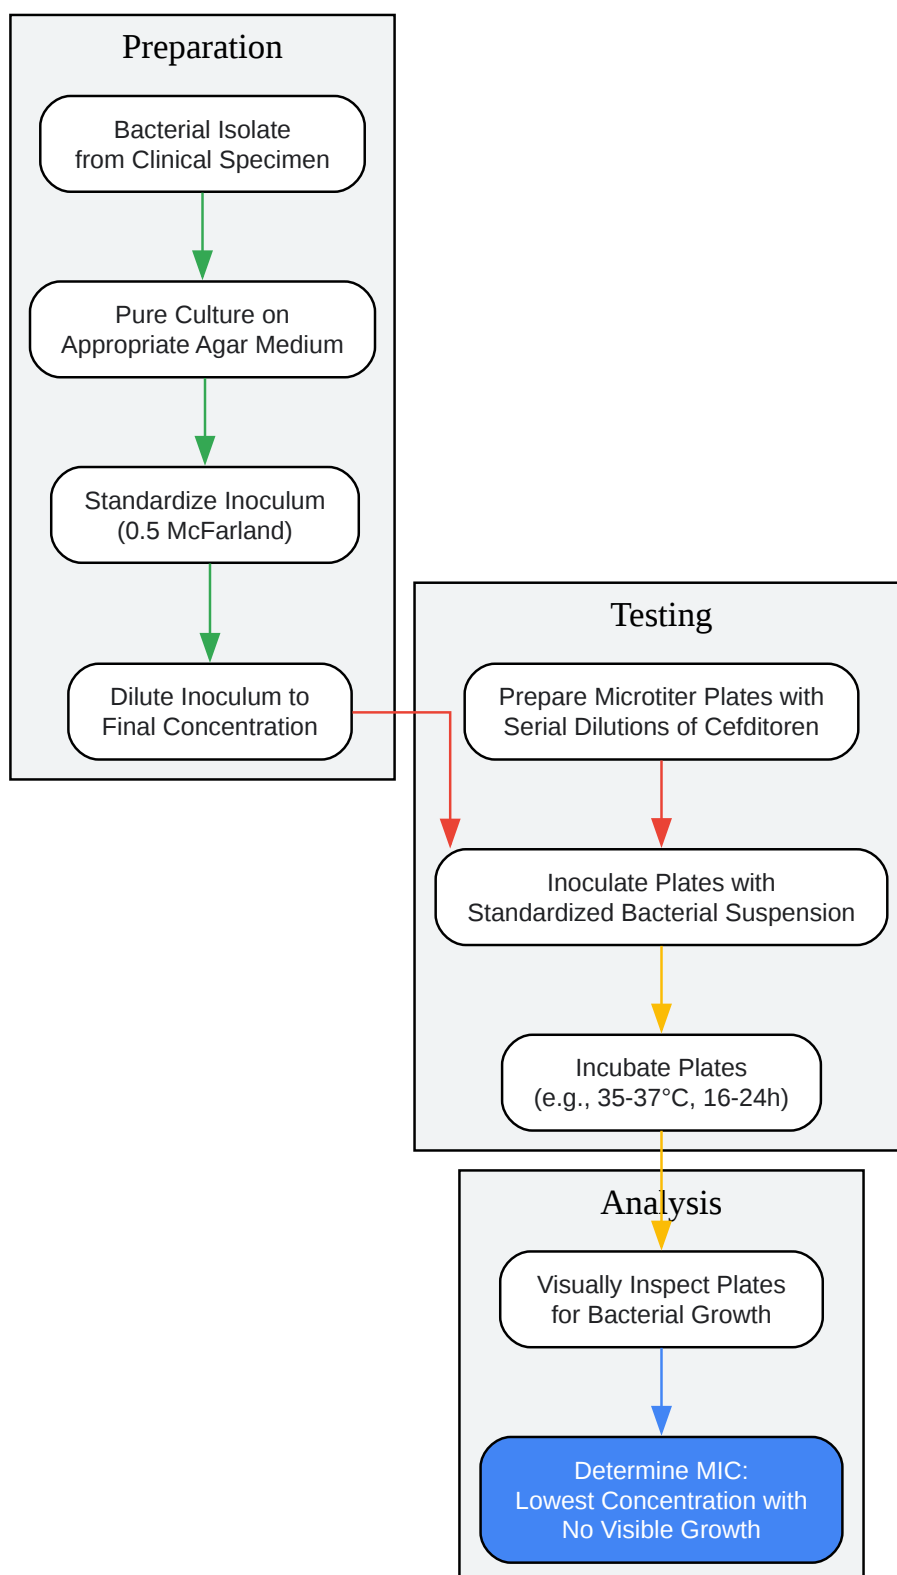 Preparation
Bacterial Isolate
from Clinical Specimen
Pure Culture on
Appropriate Agar Medium
Standardize Inoculum
(0.5 McFarland)
Dilute Inoculum to
Final Concentration
Testing
Prepare Microtiter Plates with
Serial Dilutions of Cefditoren
Inoculate Plates with
Standardized Bacterial Suspension
Incubate Plates
(e.g., 35-37°C, 16-24h)
Analysis
Visually Inspect Plates
for Bacterial Growth
Determine MIC:
Lowest Concentration with
No Visible Growth